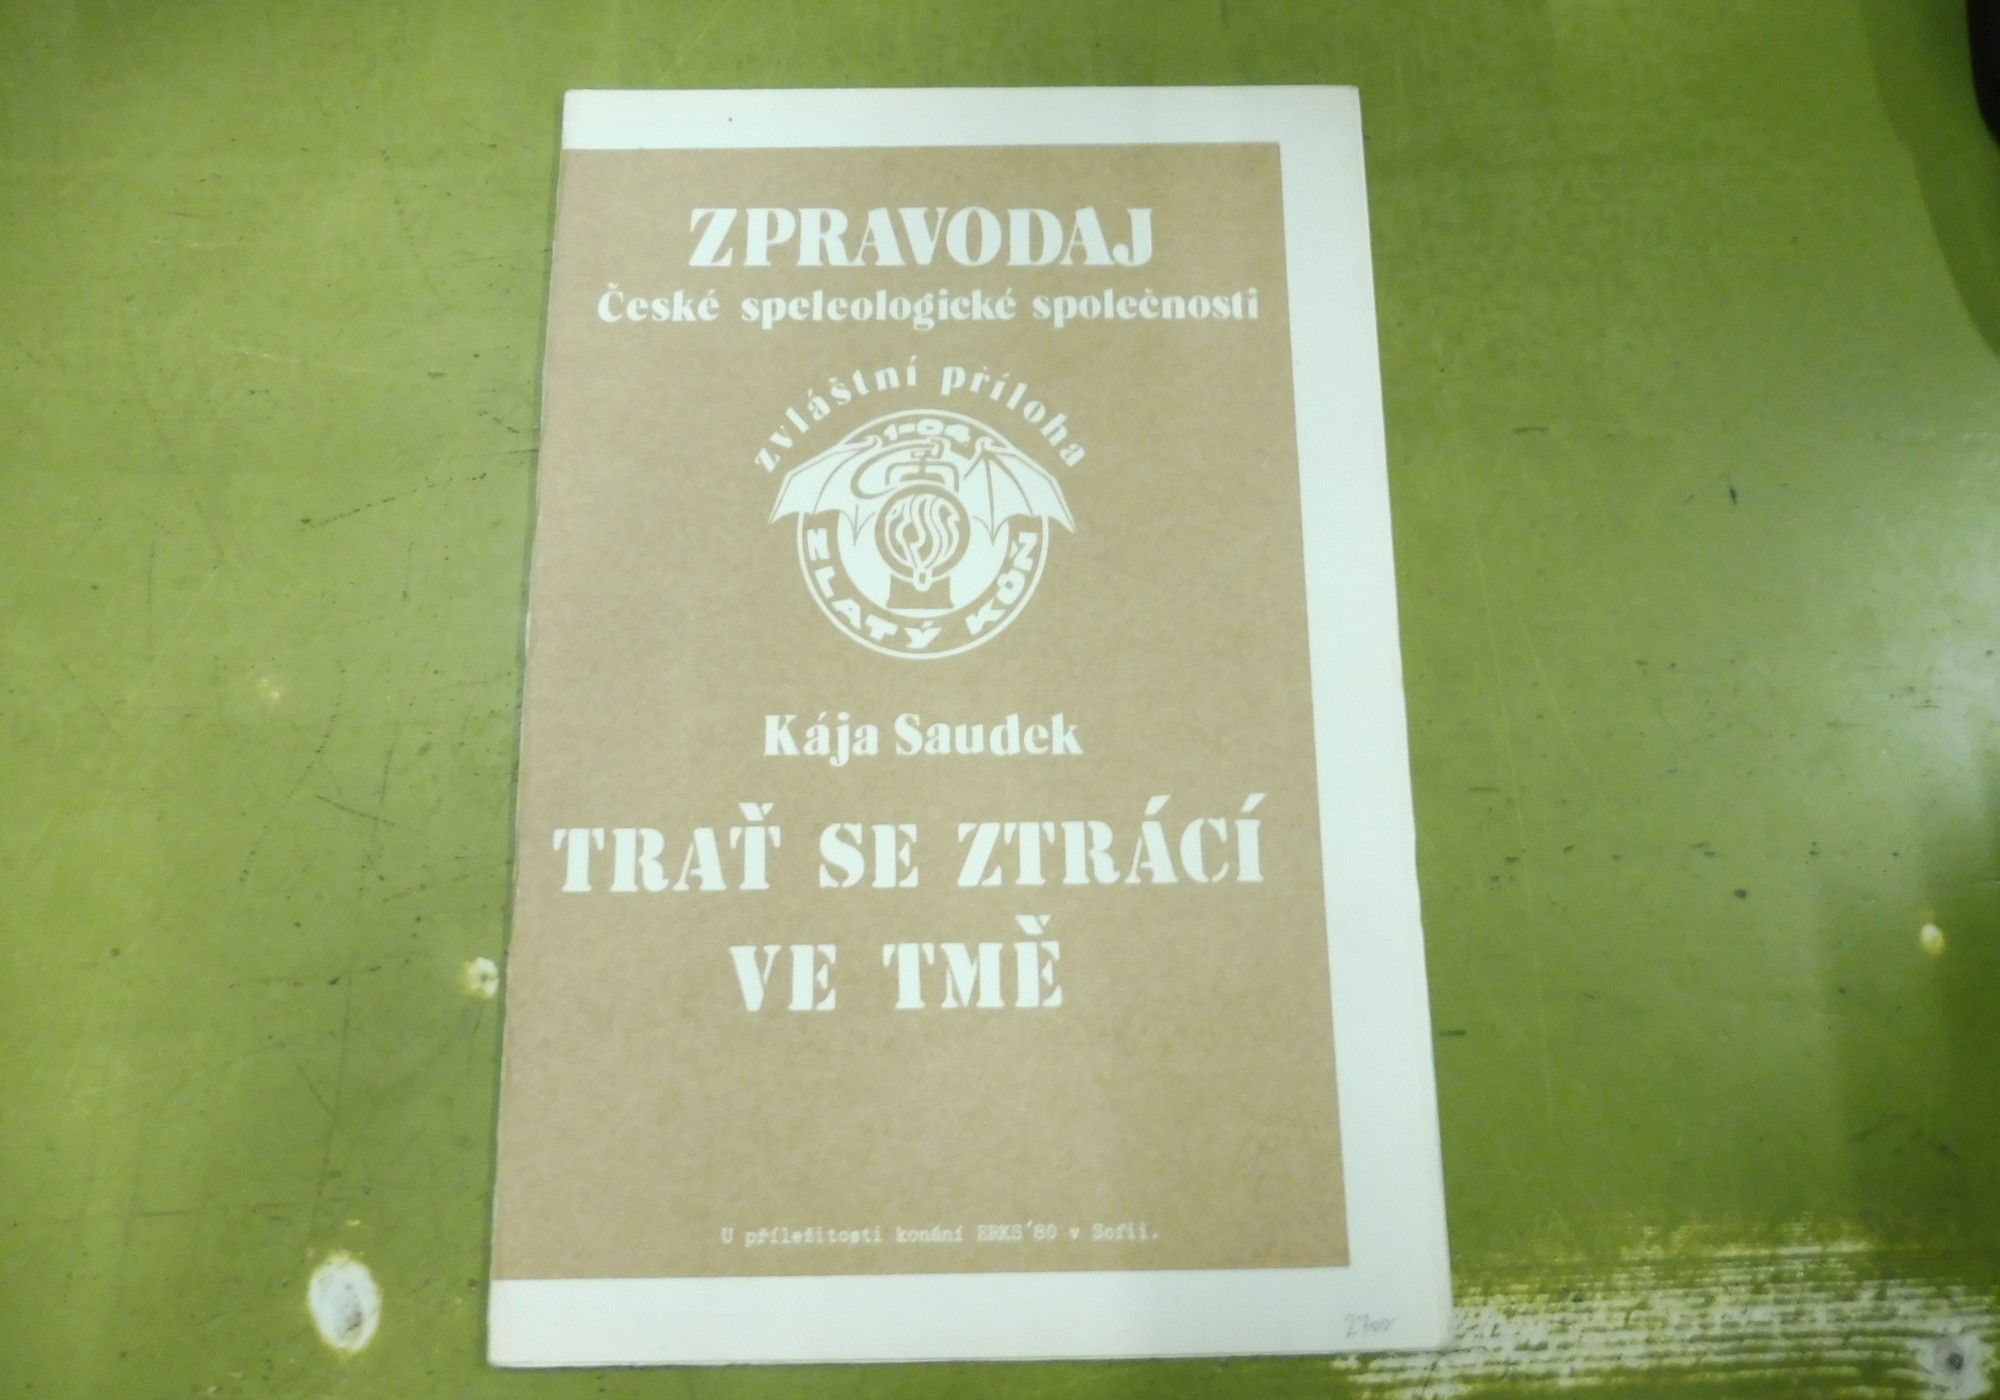 ZPRAVODAJ
České speleologické společnosti
zvláštní příloha
1-04
ZLATÝ KŮŇ
Kája Saudek
TRAŤ SE ZTRÁCÍ
VE TMĚ
U příležitosti konání ERKS'80 v Sofii.